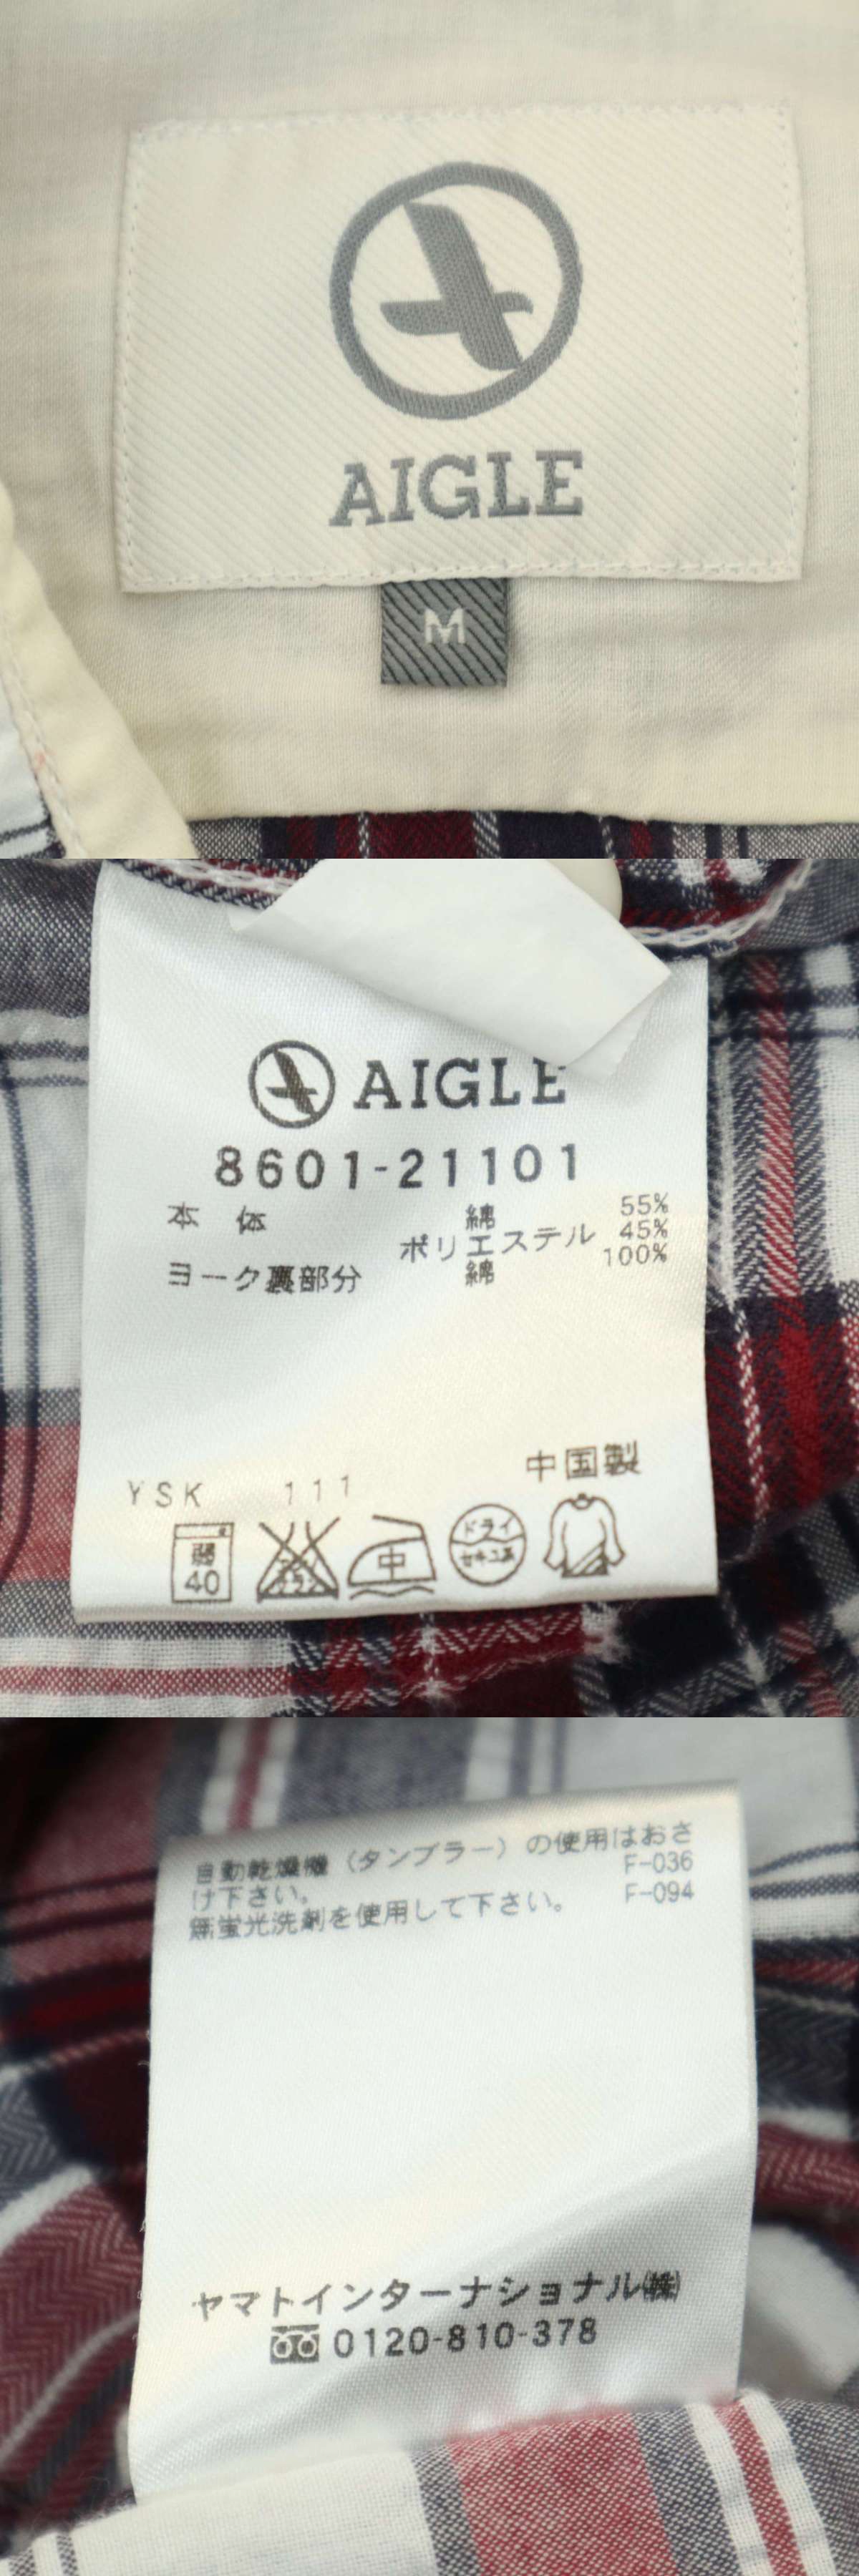 AIGLE
M
AIGLE
8601-21101
本 体 綿 55%
ポリエステル 45%
ヨーク裏部分 綿 100%
中国製
YSK 111
弱 40
中
ドライ
セキユ系
自動乾燥機（タンブラー）の使用はおさ
け下さい。 F-036
無蛍光洗剤を使用して下さい。 F-094
ヤマトインターナショナル㈱
0120-810-378